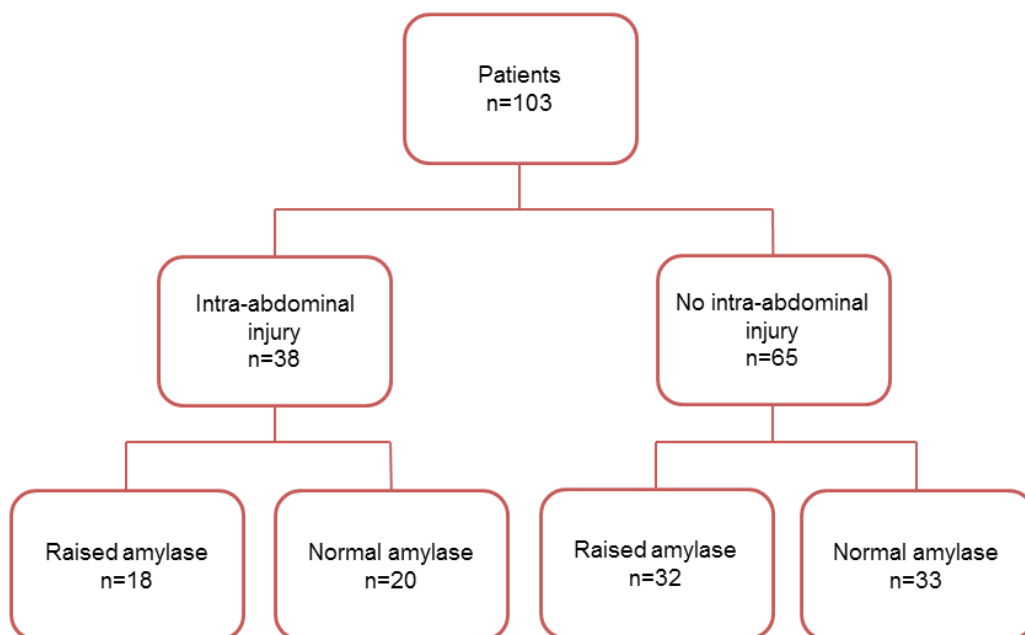 Patients
n=103
Intra-abdominal
injury
n=38
No intra-abdominal
injury
n=65
Raised amylase
n=18
Normal amylase
n=20
Raised amylase
n=32
Normal amylase
n=33